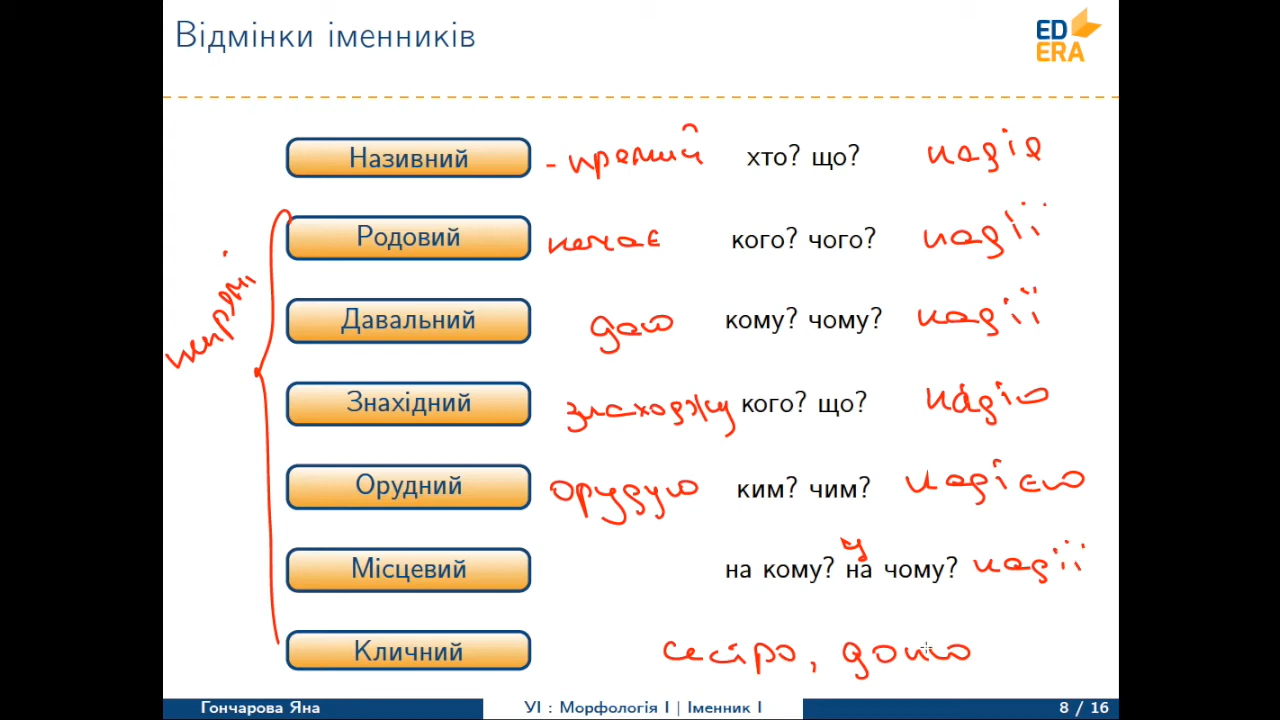 Відмінки іменників
ED
ERA
Називний - прямий хто? що? надія
Родовий немає кого? чого? надії
непрямі
Давальний даю кому? чому? надії
Знахідний знаходжу кого? що? надію
Орудний орудую ким? чим? надією
у
Місцевий на кому? на чому? надії
Кличний сестро, доню
Гончарова Яна УІ : Морфологія І | Іменник І 8 / 16